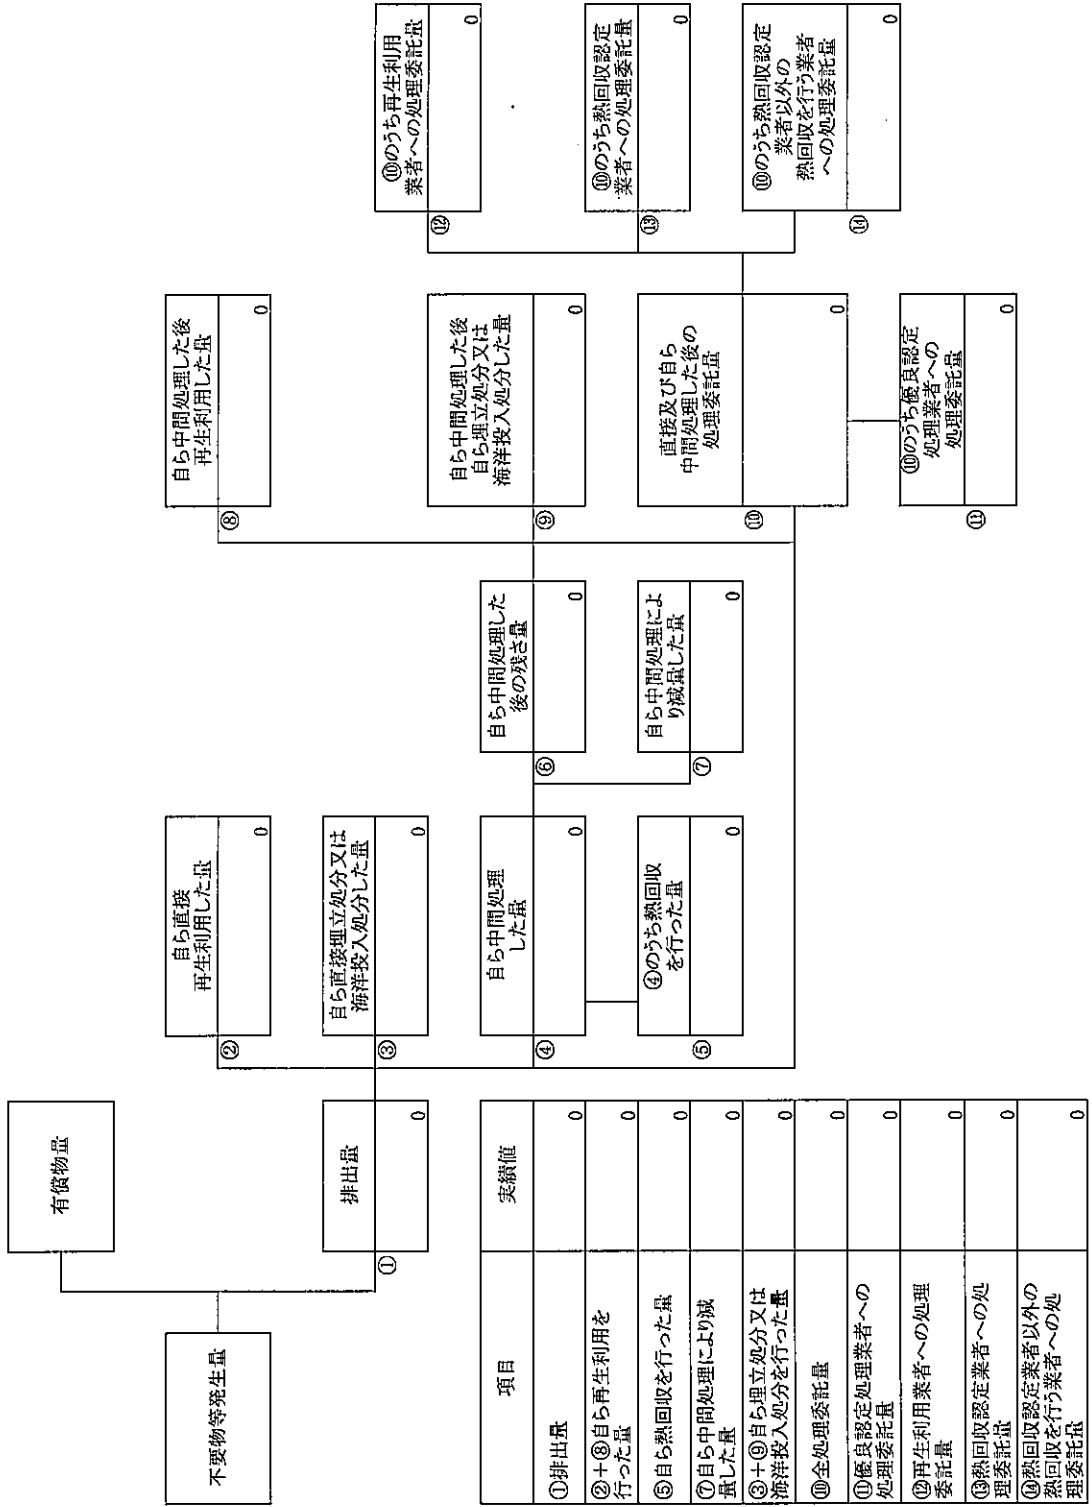 不要物等発生量
有償物量
①
排出量
0
②
自ら直接
再生利用した量
0
③
自ら直接埋立処分又は
海洋投入処分した量
0
④
自ら中間処理
した量
0
⑤
④のうち熱回収
を行った量
0
⑥
自ら中間処理した
後の残さ量
0
⑦
自ら中間処理によ
り減量した量
0
⑧
自ら中間処理した後
再生利用した量
0
⑨
自ら中間処理した後
自ら埋立処分又は
海洋投入処分した量
0
⑩
直接及び自ら
中間処理した後の
処理委託量
0
⑪
⑩のうち優良認定
処理業者への
処理委託量
0
⑫
⑩のうち再生利用
業者への処理委託量
0
⑬
⑩のうち熱回収認定
業者への処理委託量
0
⑭
⑩のうち熱回収認定
業者以外の
熱回収を行う業者
への処理委託量
0
項目 実績値
①排出量 0
②+⑧自ら再生利用を
行った量 0
⑤自ら熱回収を行った量 0
⑦自ら中間処理により減
量した量 0
③+⑨自ら埋立処分又は
海洋投入処分を行った量 0
⑩全処理委託量 0
⑪優良認定処理業者への
処理委託量 0
⑫再生利用業者への処理
委託量 0
⑬熱回収認定業者への処
理委託量 0
⑭熱回収認定業者以外の
熱回収を行う業者への処
理委託量 0